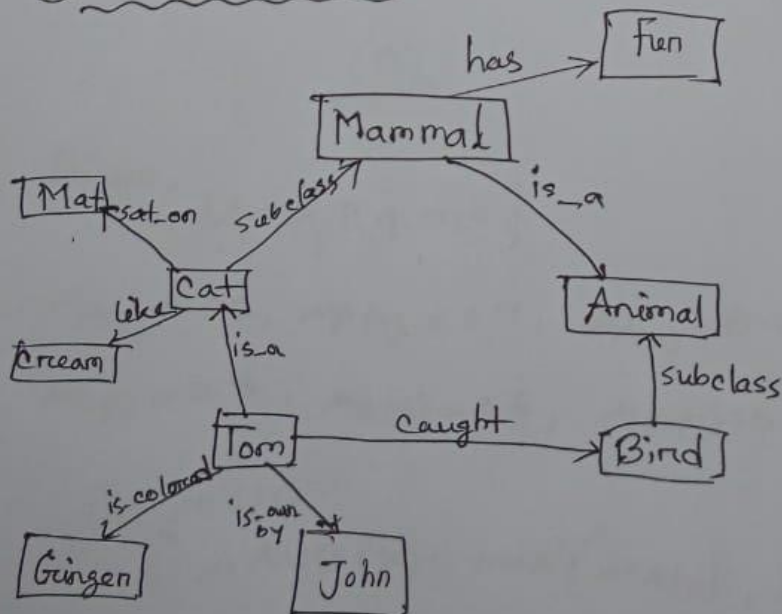 has
Fur
Mammal
is_a
Mat
sat_on
subclass
Cat
Animal
like
Cream
is_a
subclass
Tom
caught
Bird
is_colored
is_own
by
Ginger
John